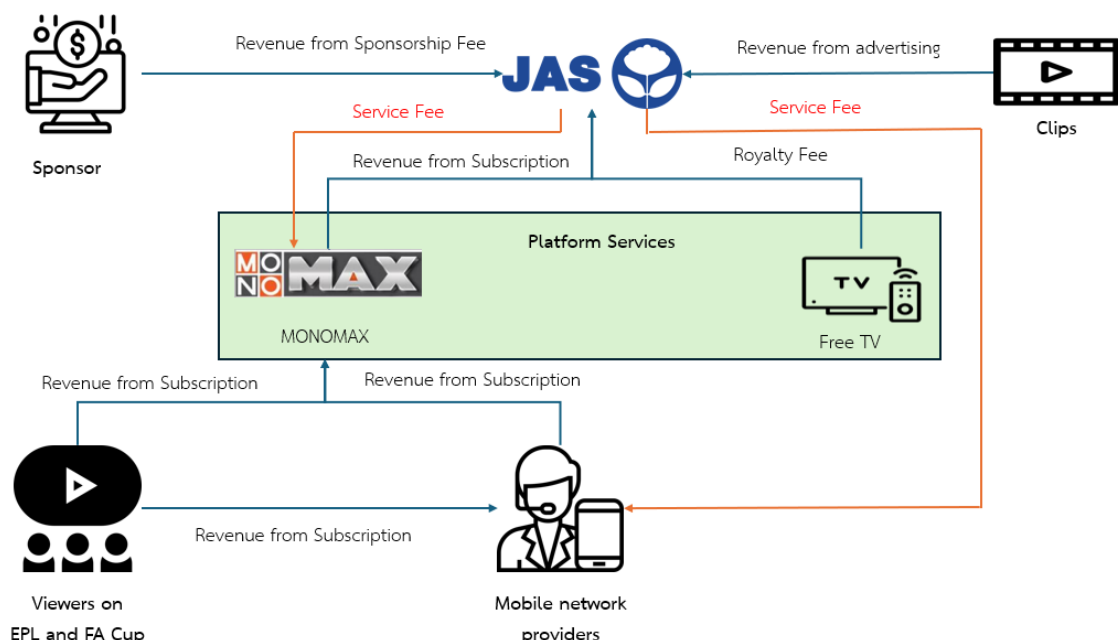 Revenue from Sponsorship Fee
Revenue from advertising
JAS
Service Fee
Service Fee
Clips
Sponsor
Revenue from Subscription
Royalty Fee
Platform Services
MONO
MAX
TV
MONOMAX
Free TV
Revenue from Subscription
Revenue from Subscription
Revenue from Subscription
Viewers on
EPL and FA Cup
Mobile network
providers